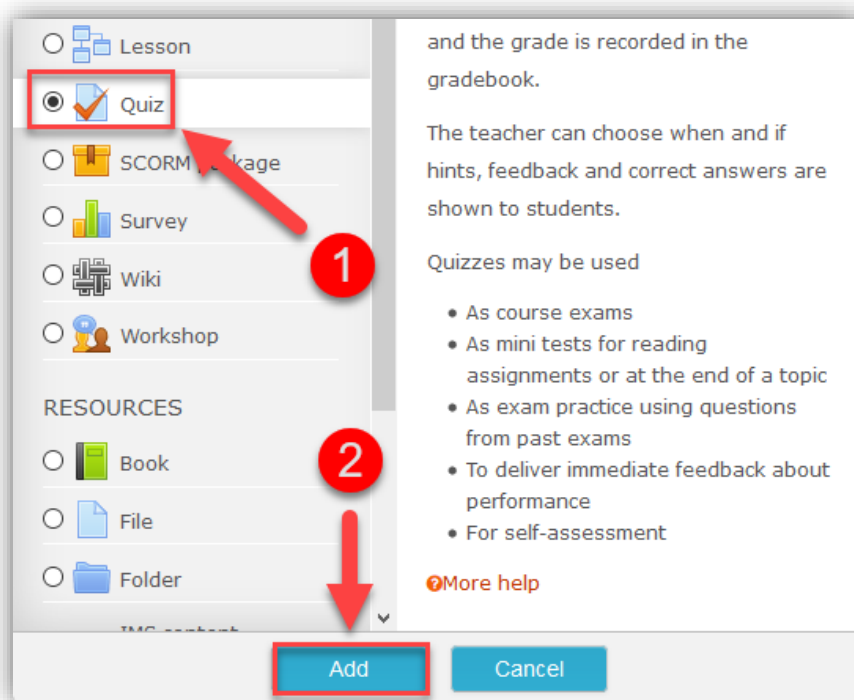 Lesson
Quiz
SCORM package
Survey
1
Wiki
Workshop
RESOURCES
Book
2
File
Folder
IMS content
and the grade is recorded in the
gradebook.
The teacher can choose when and if
hints, feedback and correct answers are
shown to students.
Quizzes may be used
• As course exams
• As mini tests for reading
assignments or at the end of a topic
• As exam practice using questions
from past exams
• To deliver immediate feedback about
performance
• For self-assessment
More help
Add
Cancel